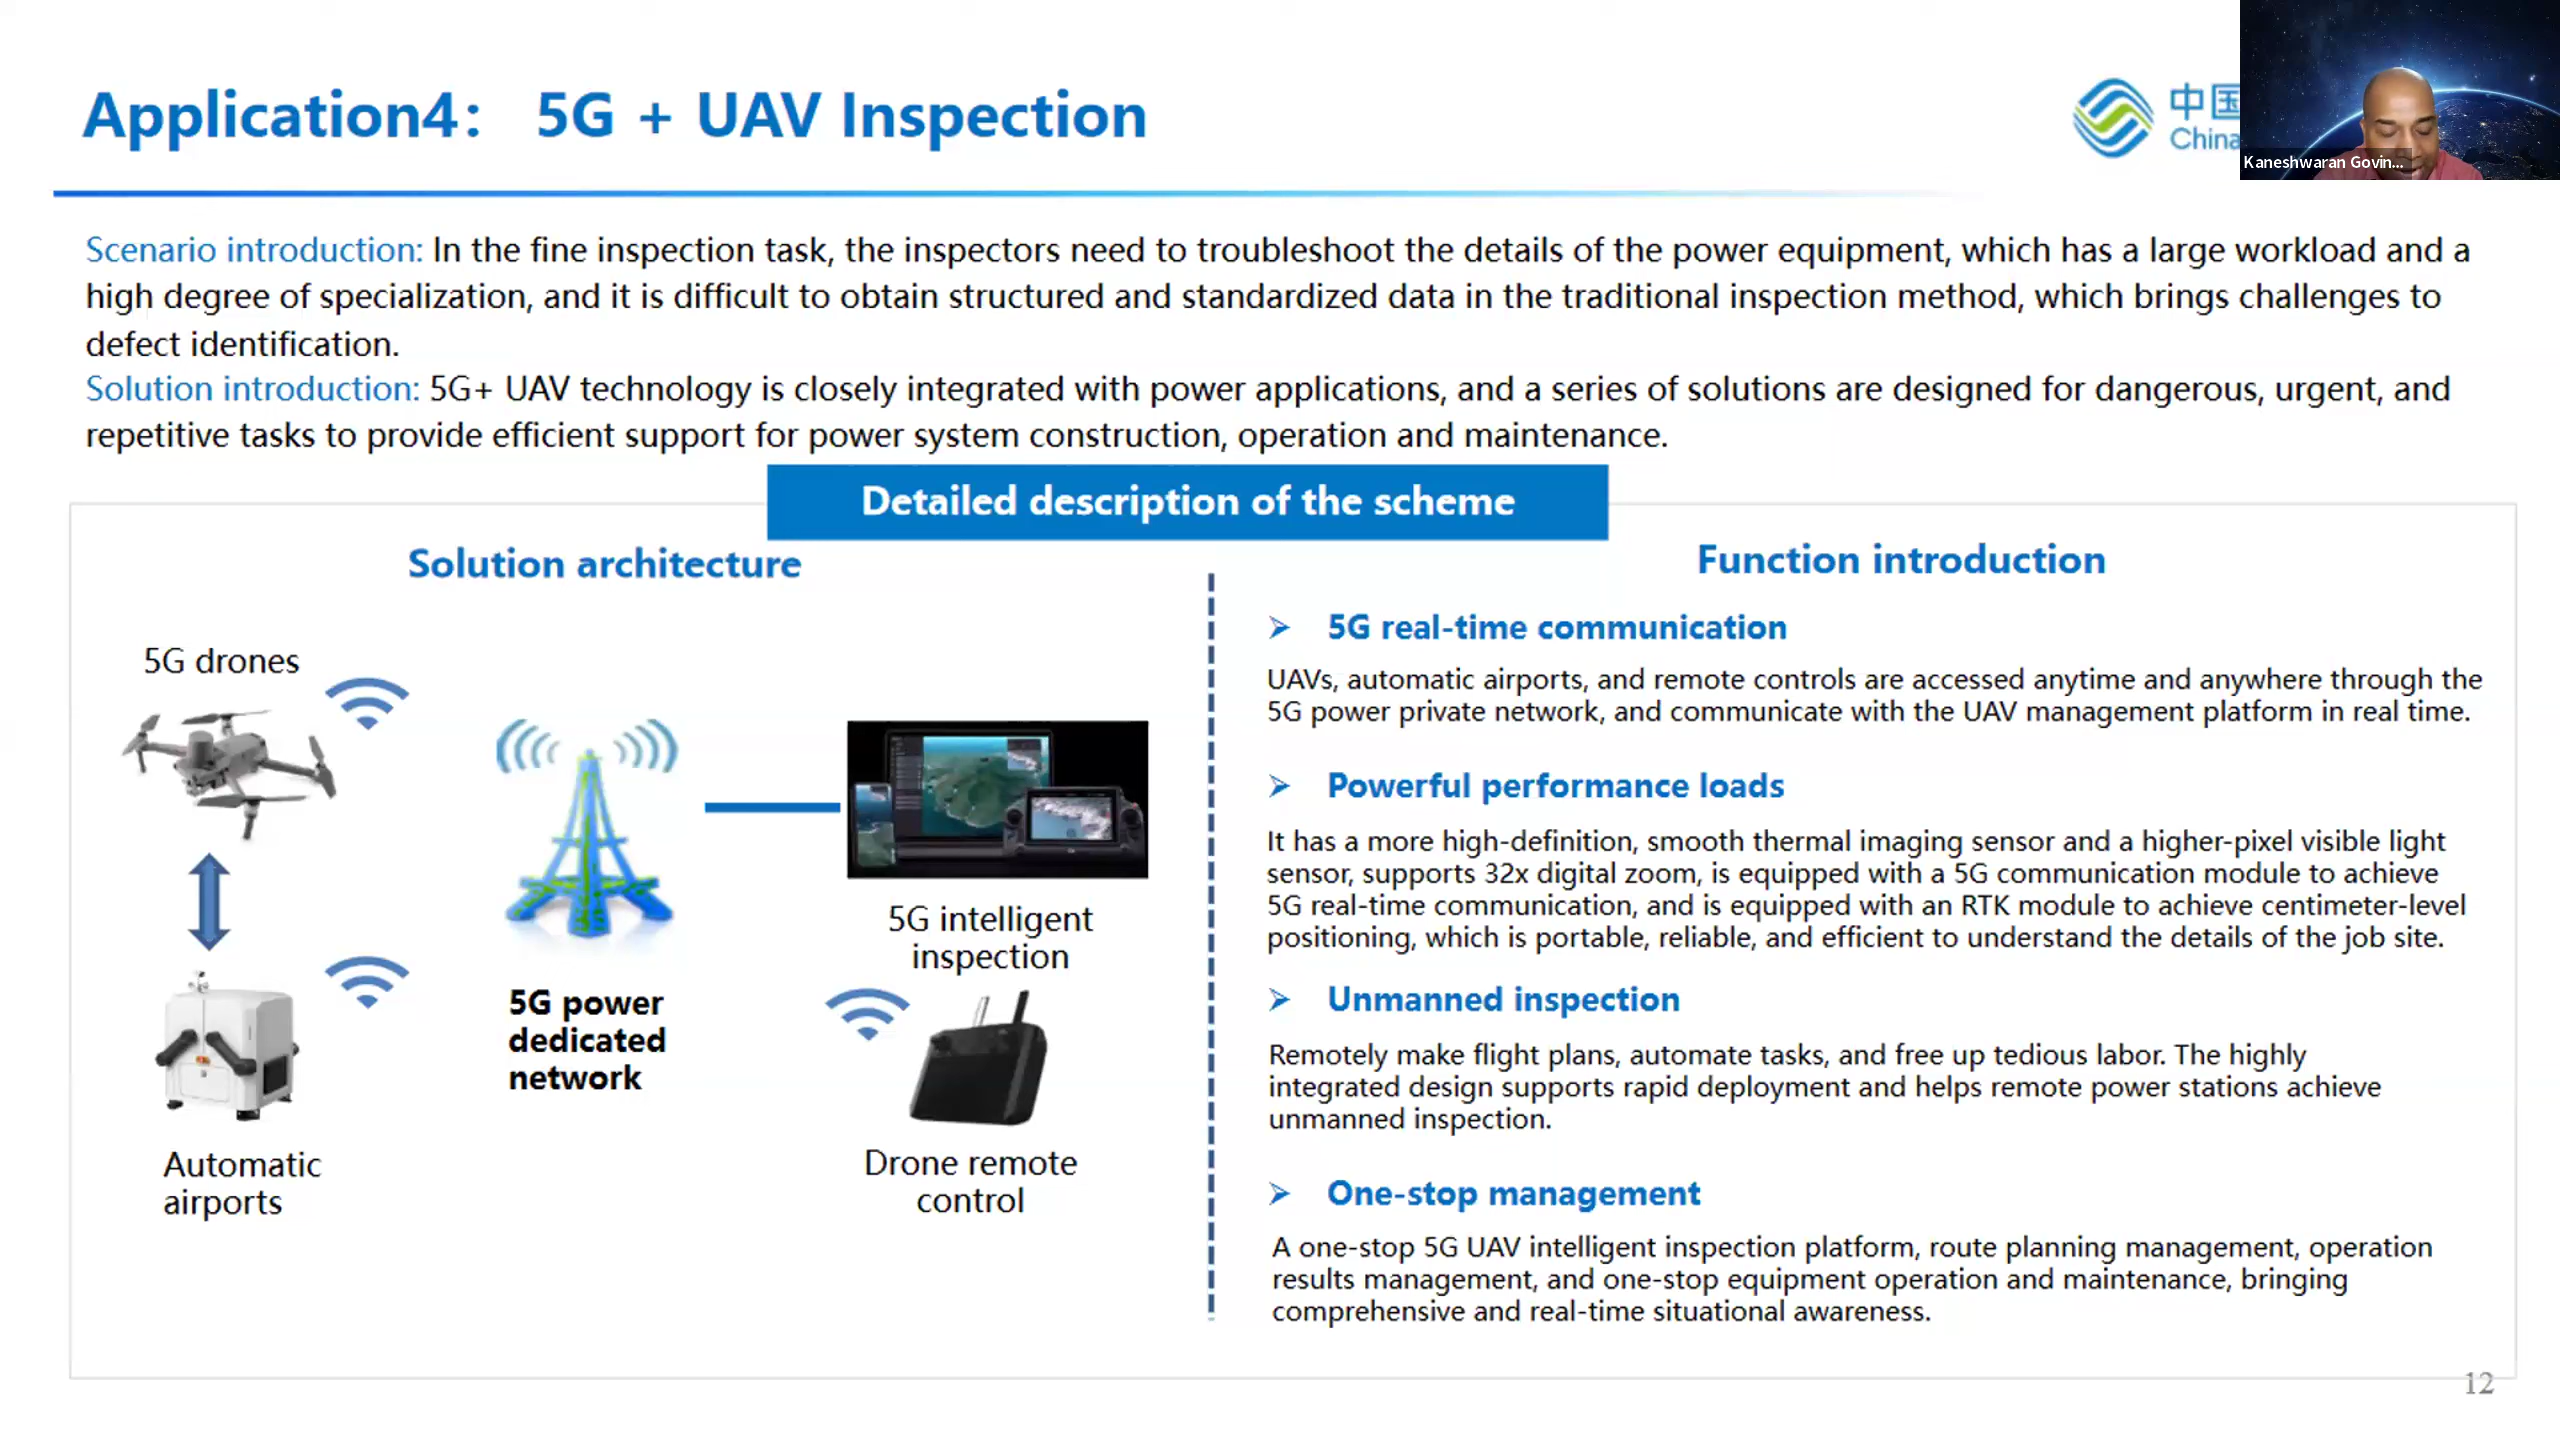 Application4： 5G + UAV Inspection
中国
China
Kaneshwaran Govin...
Scenario introduction: In the fine inspection task, the inspectors need to troubleshoot the details of the power equipment, which has a large workload and a
high degree of specialization, and it is difficult to obtain structured and standardized data in the traditional inspection method, which brings challenges to
defect identification.
Solution introduction: 5G+ UAV technology is closely integrated with power applications, and a series of solutions are designed for dangerous, urgent, and
repetitive tasks to provide efficient support for power system construction, operation and maintenance.
Detailed description of the scheme
Solution architecture
5G drones
5G power
dedicated
network
5G intelligent
inspection
Automatic
airports
Drone remote
control
Function introduction
➢ 5G real-time communication
UAVs, automatic airports, and remote controls are accessed anytime and anywhere through the
5G power private network, and communicate with the UAV management platform in real time.
➢ Powerful performance loads
It has a more high-definition, smooth thermal imaging sensor and a higher-pixel visible light
sensor, supports 32x digital zoom, is equipped with a 5G communication module to achieve
5G real-time communication, and is equipped with an RTK module to achieve centimeter-level
positioning, which is portable, reliable, and efficient to understand the details of the job site.
➢ Unmanned inspection
Remotely make flight plans, automate tasks, and free up tedious labor. The highly
integrated design supports rapid deployment and helps remote power stations achieve
unmanned inspection.
➢ One-stop management
A one-stop 5G UAV intelligent inspection platform, route planning management, operation
results management, and one-stop equipment operation and maintenance, bringing
comprehensive and real-time situational awareness.
12